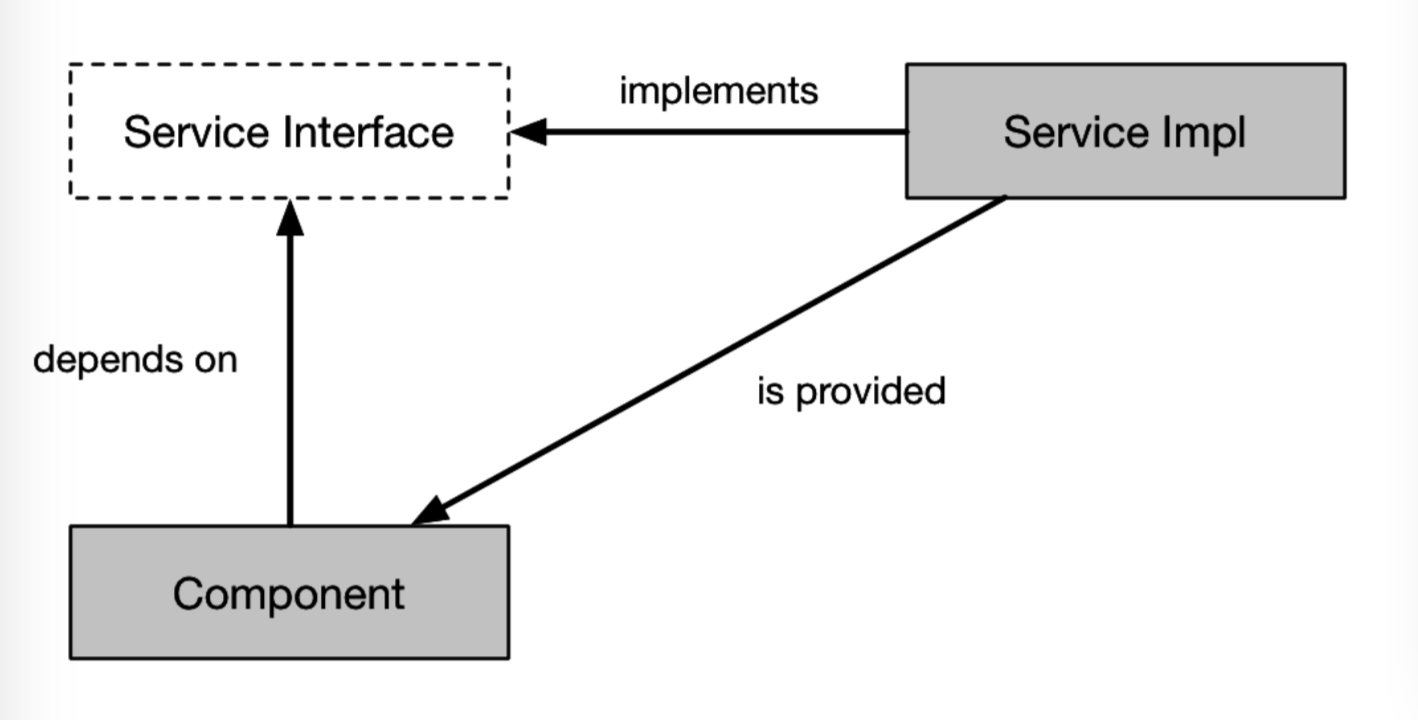 implements
Service Interface
Service Impl
depends on
is provided
Component